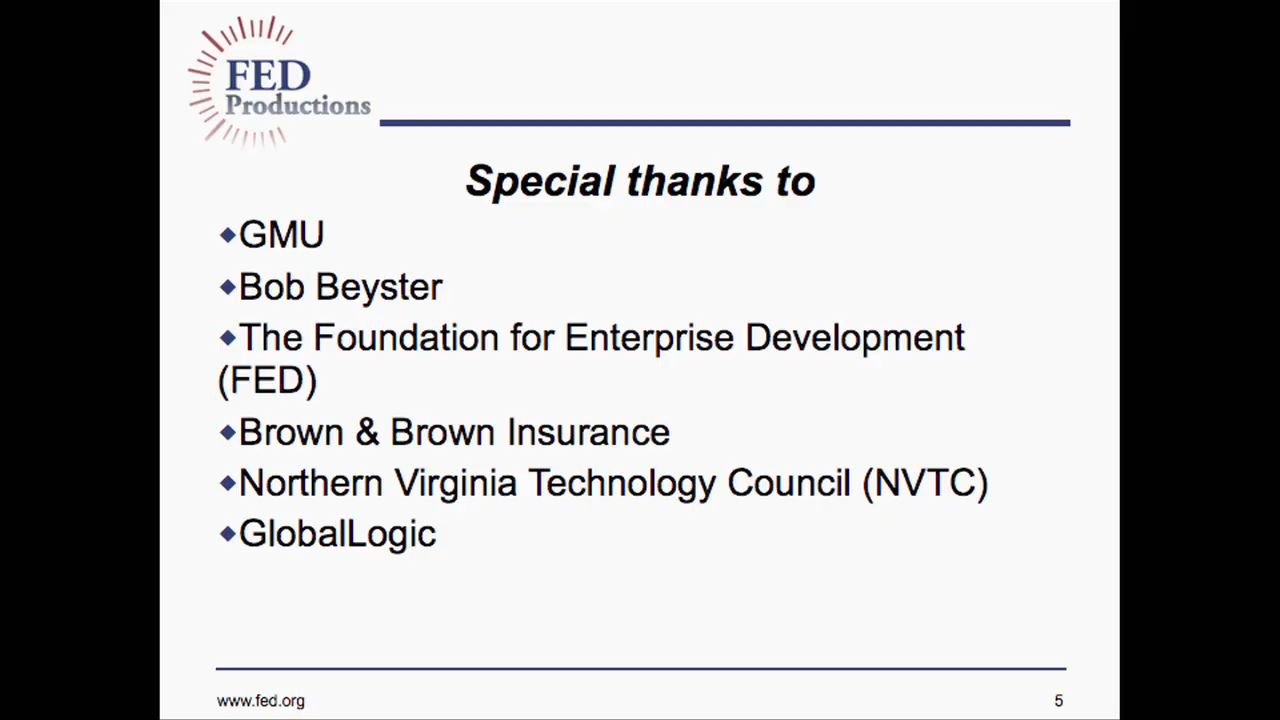 FED
Productions
Special thanks to
◆GMU
◆Bob Beyster
◆The Foundation for Enterprise Development
(FED)
◆Brown & Brown Insurance
◆Northern Virginia Technology Council (NVTC)
◆GlobalLogic
www.fed.org
5